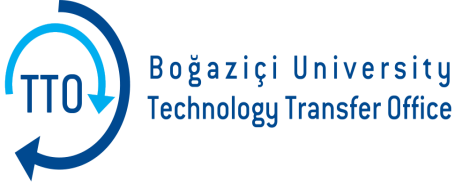 TTO
Boğaziçi University
Technology Transfer Office